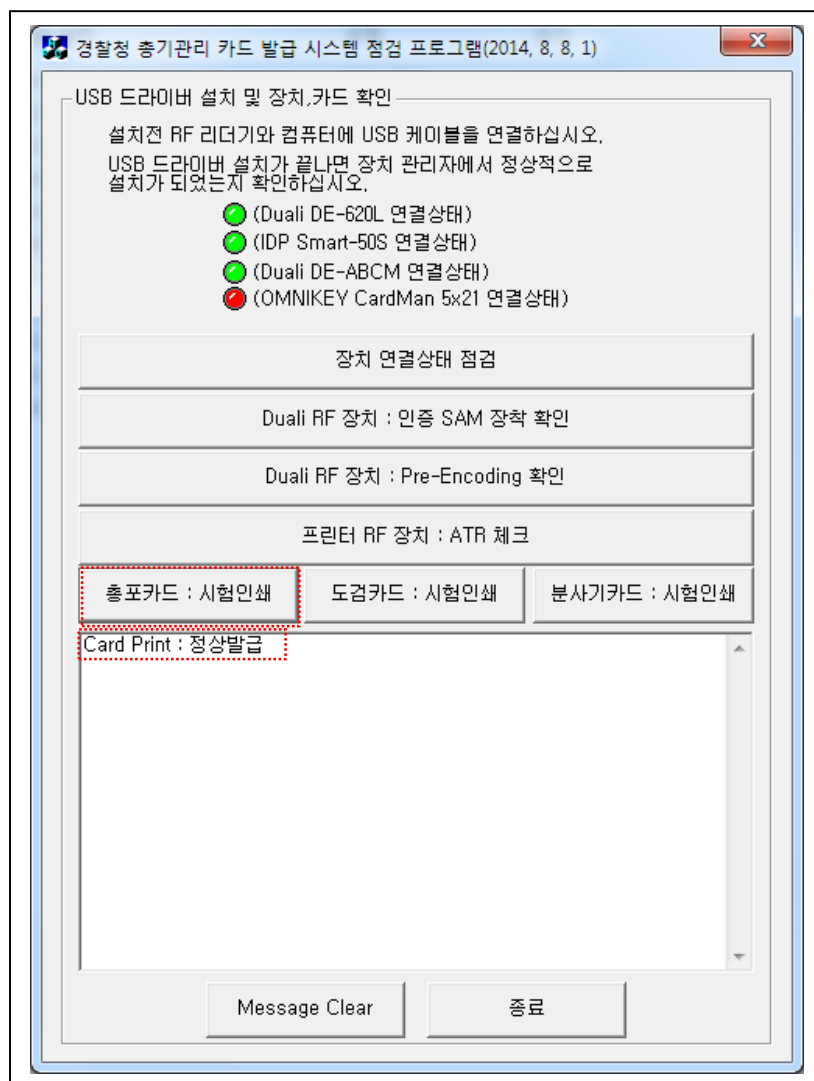 경찰청 총기관리 카드 발급 시스템 점검 프로그램(2014, 8, 8, 1)
USB 드라이버 설치 및 장치,카드 확인
설치전 RF 리더기와 컴퓨터에 USB 케이블을 연결하십시오.
USB 드라이버 설치가 끝나면 장치 관리자에서 정상적으로
설치가 되었는지 확인하십시오.
(Duali DE-620L 연결상태)
(IDP Smart-50S 연결상태)
(Duali DE-ABCM 연결상태)
(OMNIKEY CardMan 5x21 연결상태)
장치 연결상태 점검
Duali RF 장치 : 인증 SAM 장착 확인
Duali RF 장치 : Pre-Encoding 확인
프린터 RF 장치 : ATR 체크
총포카드 : 시험인쇄 도검카드 : 시험인쇄 분사기카드 : 시험인쇄
Card Print : 정상발급
Message Clear 종료